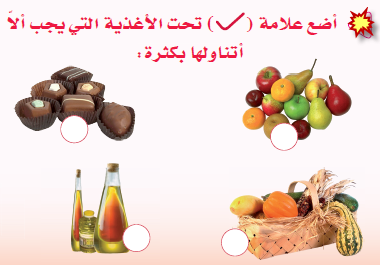 أضع علامة (✓) تحت الأغذية التي يجب ألاّ
أتناولها بكثرة: